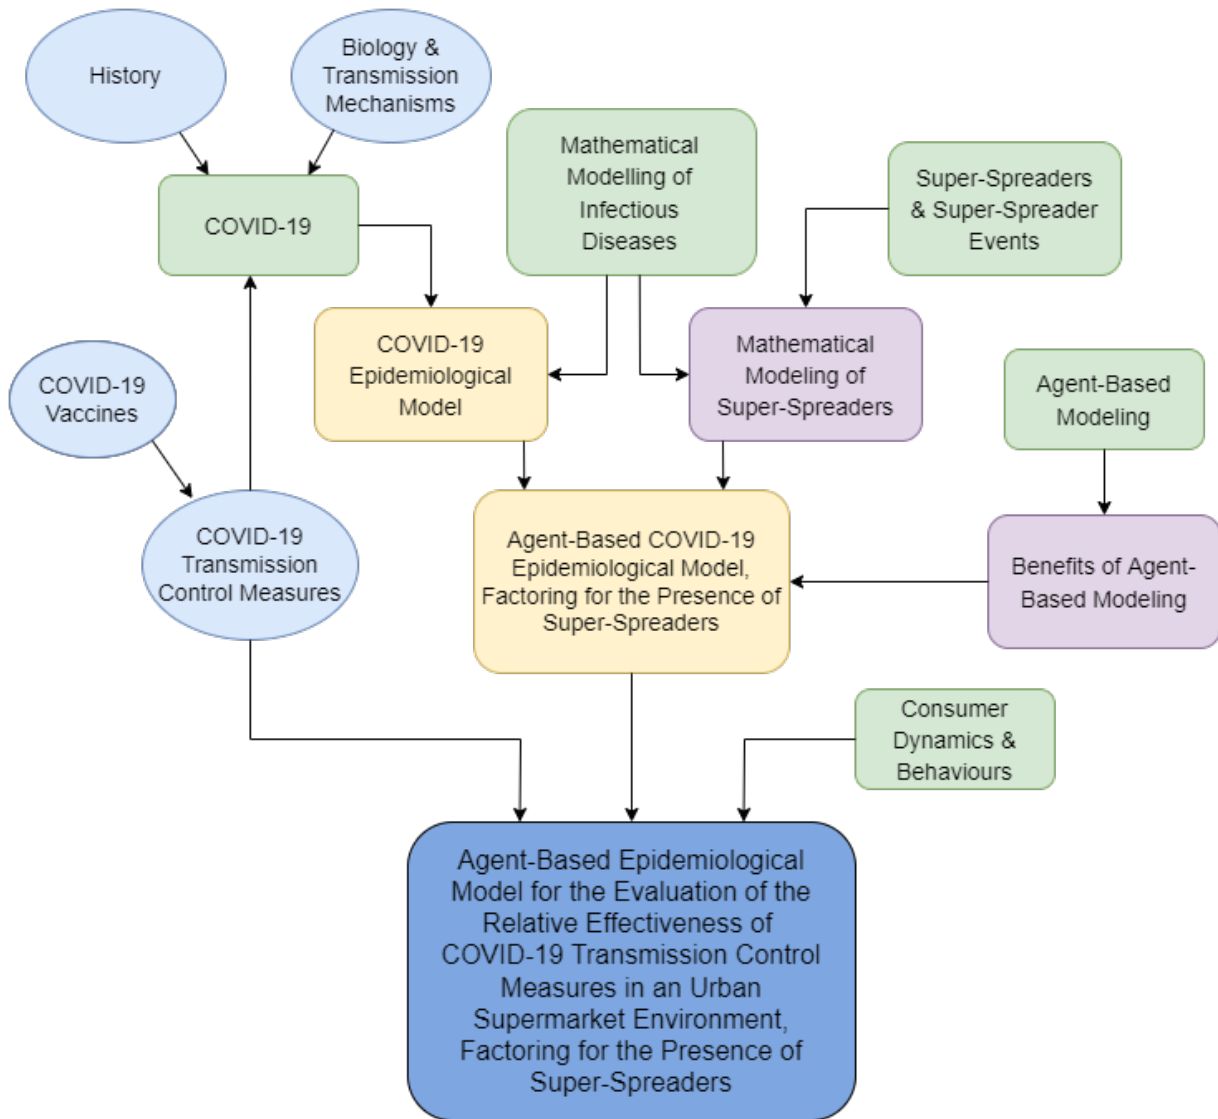 History
Biology &
Transmission
Mechanisms
Mathematical
Modelling of
Infectious
Diseases
Super-Spreaders
& Super-Spreader
Events
COVID-19
COVID-19
Epidemiological
Model
Mathematical
Modeling of
Super-Spreaders
Agent-Based
Modeling
COVID-19
Vaccines
COVID-19
Transmission
Control Measures
Agent-Based COVID-19
Epidemiological Model,
Factoring for the Presence of
Super-Spreaders
Benefits of Agent-
Based Modeling
Consumer
Dynamics &
Behaviours
Agent-Based Epidemiological
Model for the Evaluation of the
Relative Effectiveness of
COVID-19 Transmission Control
Measures in an Urban
Supermarket Environment,
Factoring for the Presence of
Super-Spreaders